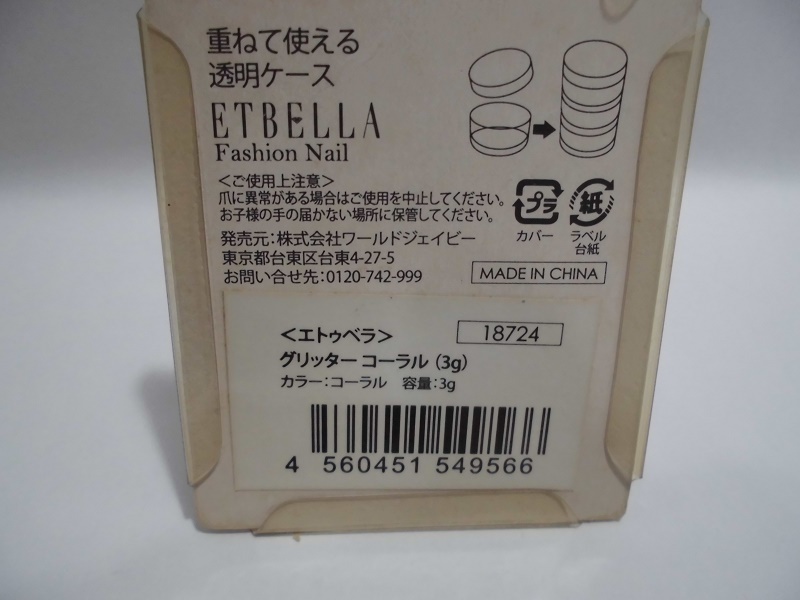 重ねて使える
透明ケース
ETBELLA
Fashion Nail
＜ご使用上注意＞
爪に異常がある場合はご使用を中止してください。
お子様の手の届かない場所に保管してください。
プラ
カバー
紙
ラベル
台紙
発売元：株式会社ワールドジェイビー
東京都台東区台東4-27-5
お問い合せ先：0120-742-999
MADE IN CHINA
＜エトゥベラ＞
18724
グリッター コーラル（3g）
カラー：コーラル　容量：3g
4 560451 549566